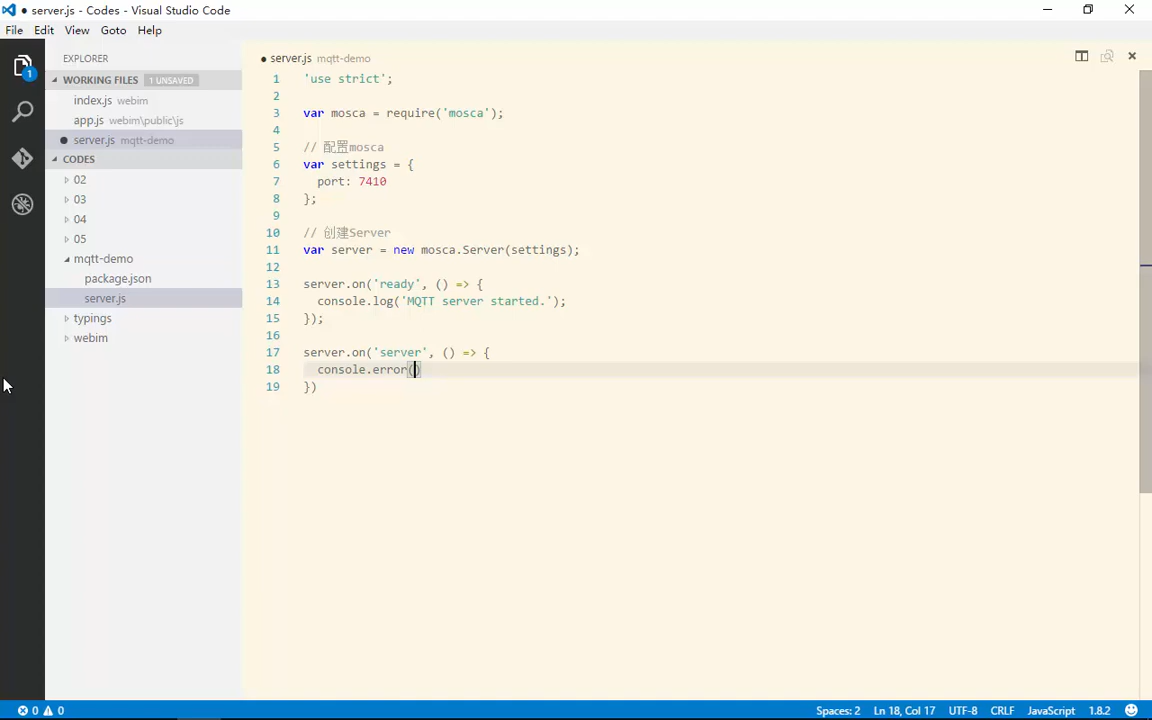 ● server.js - Codes - Visual Studio Code
File Edit View Goto Help
EXPLORER
WORKING FILES 1 UNSAVED
index.js webim
app.js webim\public\js
server.js mqtt-demo
CODES
02
03
04
05
mqtt-demo
package.json
server.js
typings
webim
1
● server.js mqtt-demo
1 'use strict';
2
3 var mosca = require('mosca');
4
5 // 配置mosca
6 var settings = {
7 port: 7410
8 };
9
10 // 创建Server
11 var server = new mosca.Server(settings);
12
13 server.on('ready', () => {
14 console.log('MQTT server started.');
15 });
16
17 server.on('server', () => {
18 console.error()
19 })
0 0 Spaces: 2 Ln 18, Col 17 UTF-8 CRLF JavaScript 1.8.2